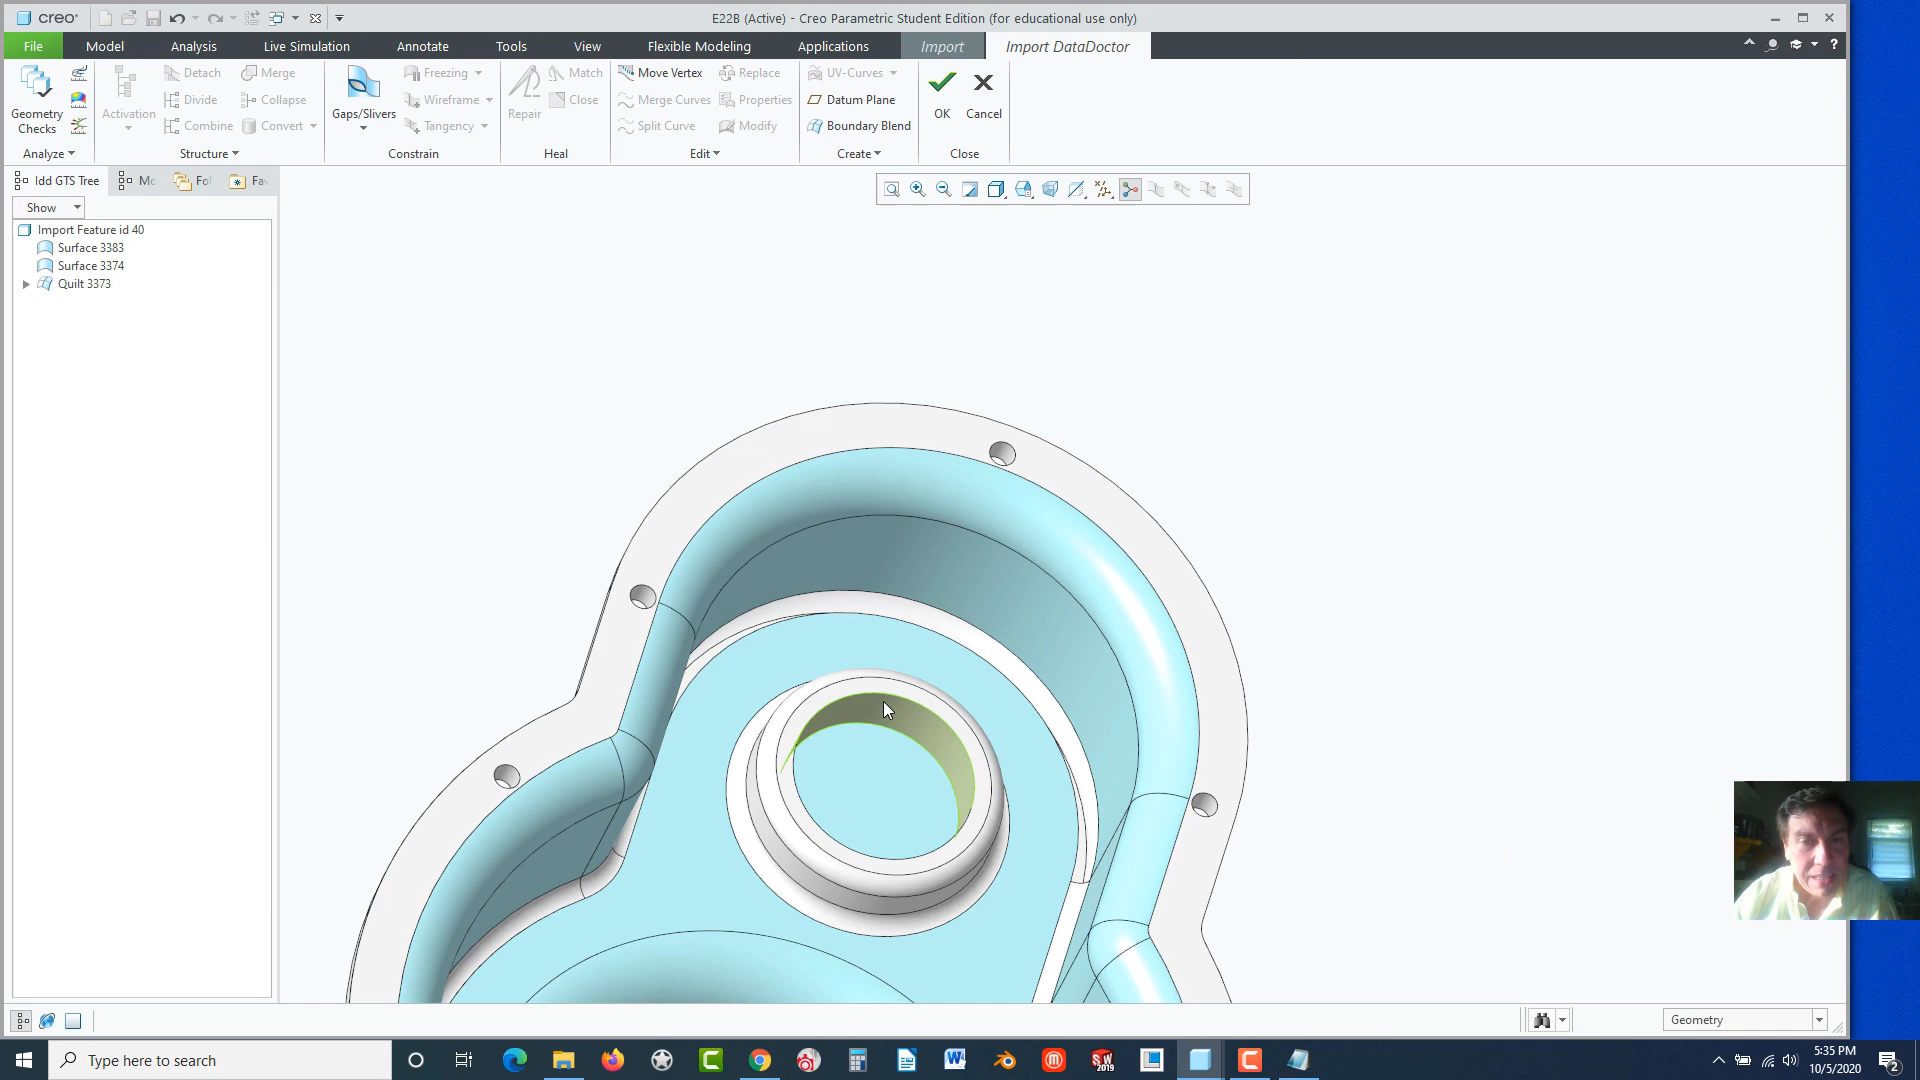 creo
E22B (Active) - Creo Parametric Student Edition (for educational use only)
File Model Analysis Live Simulation Annotate Tools View Flexible Modeling Applications Import Import DataDoctor
Geometry Checks
Analyze
Activation
Detach
Divide
Combine
Merge
Collapse
Convert
Structure
Gaps/Slivers
Freezing
Wireframe
Tangency
Constrain
Repair
Match
Close
Heal
Move Vertex
Merge Curves
Split Curve
Replace
Properties
Modify
Edit
UV-Curves
Datum Plane
Boundary Blend
Create
OK
Cancel
Close
Idd GTS Tree Mo Fol Fav
Show
Import Feature id 40
Surface 3383
Surface 3374
Quilt 3373
Geometry
Type here to search
SW
2019
5:35 PM
10/5/2020
2